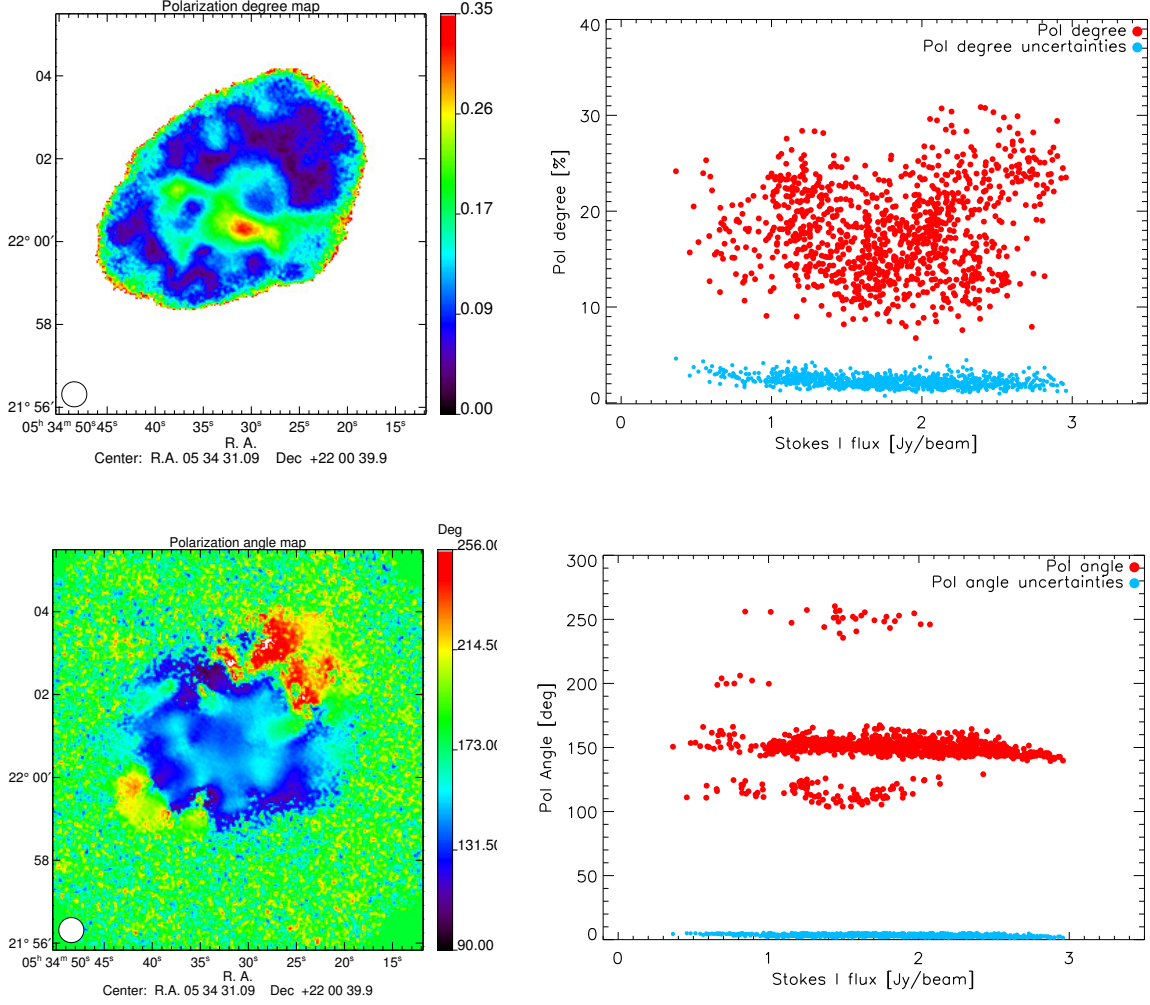 Polarization degree map
0.35
0.26
0.17
0.09
0.00
04
02
22° 00′
58
21° 56′
05ʰ 34ᵐ 50ˢ 45ˢ 40ˢ 35ˢ 30ˢ 25ˢ 20ˢ 15ˢ
R. A.
Center: R.A. 05 34 31.09 Dec +22 00 39.9
Pol degree
Pol degree uncertainties
40
30
20
10
0
Pol degree [%]
0 1 2 3
Stokes I flux [Jy/beam]
Polarization angle map
Deg
256.00
214.50
173.00
131.50
90.00
04
02
22° 00′
58
21° 56′
05ʰ 34ᵐ 50ˢ 45ˢ 40ˢ 35ˢ 30ˢ 25ˢ 20ˢ 15ˢ
R. A.
Center: R.A. 05 34 31.09 Dec +22 00 39.9
Pol angle
Pol angle uncertainties
300
250
200
150
100
50
0
Pol Angle [deg]
0 1 2 3
Stokes I flux [Jy/beam]